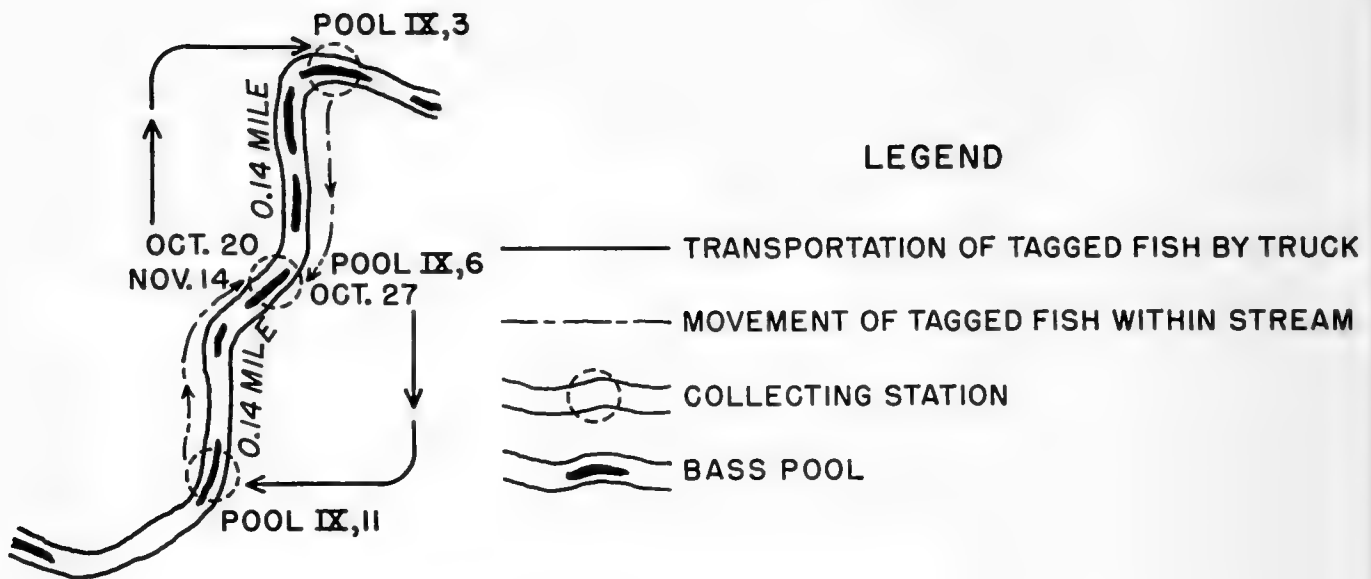 POOL IX,3
0.14 MILE
OCT. 20
NOV. 14
POOL IX,6
OCT. 27
0.14 MILE
POOL IX,11
LEGEND
TRANSPORTATION OF TAGGED FISH BY TRUCK
MOVEMENT OF TAGGED FISH WITHIN STREAM
COLLECTING STATION
BASS POOL